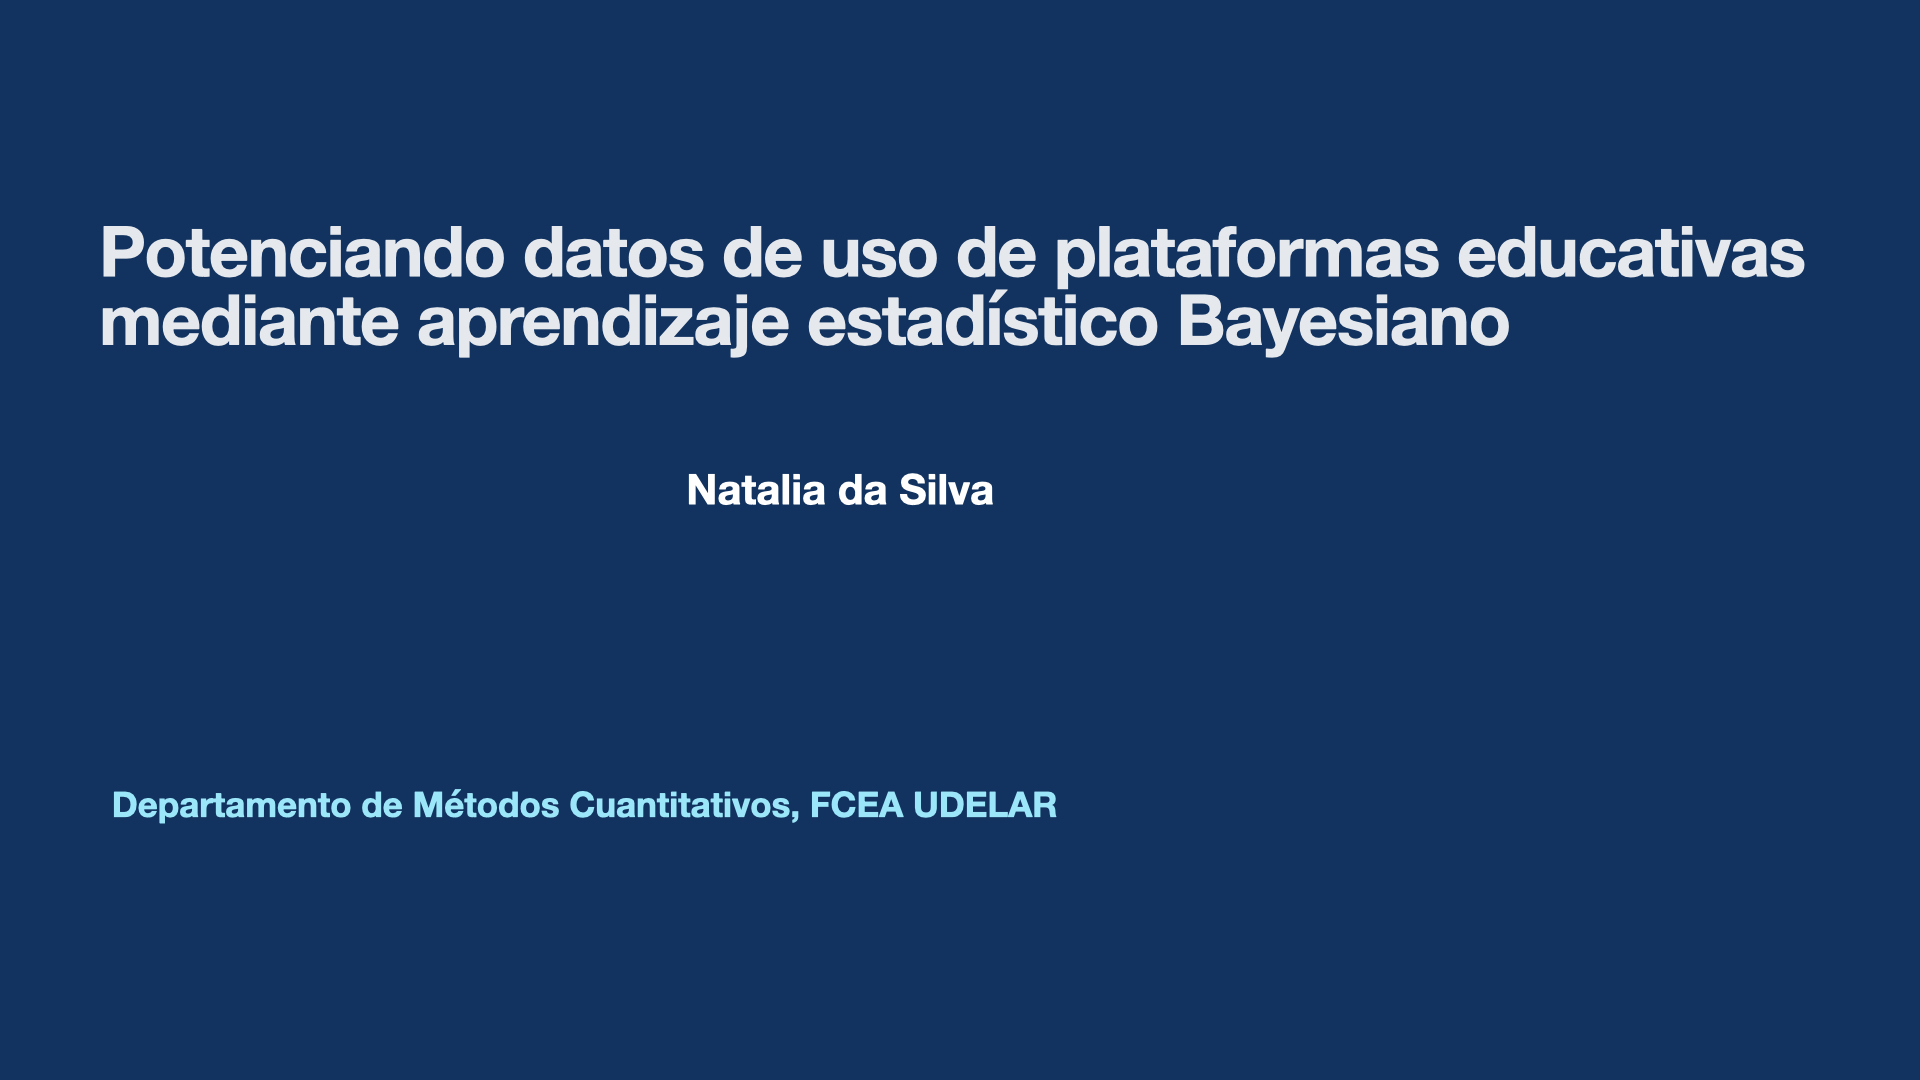 Potenciando datos de uso de plataformas educativas
mediante aprendizaje estadístico Bayesiano
Natalia da Silva
Departamento de Métodos Cuantitativos, FCEA UDELAR